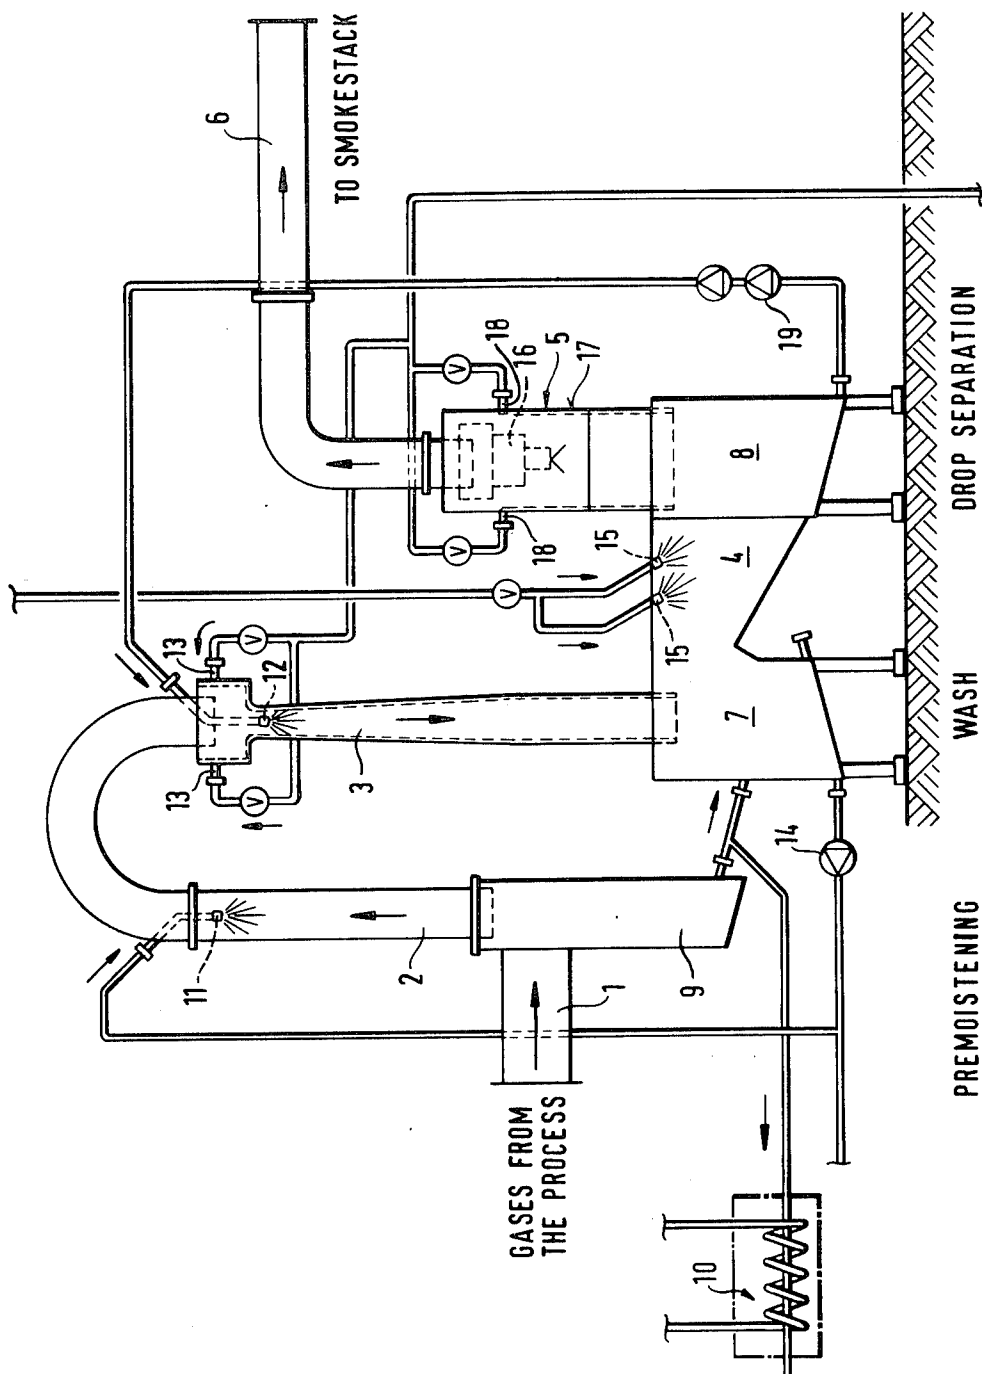 TO SMOKESTACK
6
18
16
5
17
19
V
V
18
15
8
4
15
V
13
V
12
3
13
V
7
14
11
2
9
1
GASES FROM
THE PROCESS
10
PREMOISTENING
WASH
DROP SEPARATION